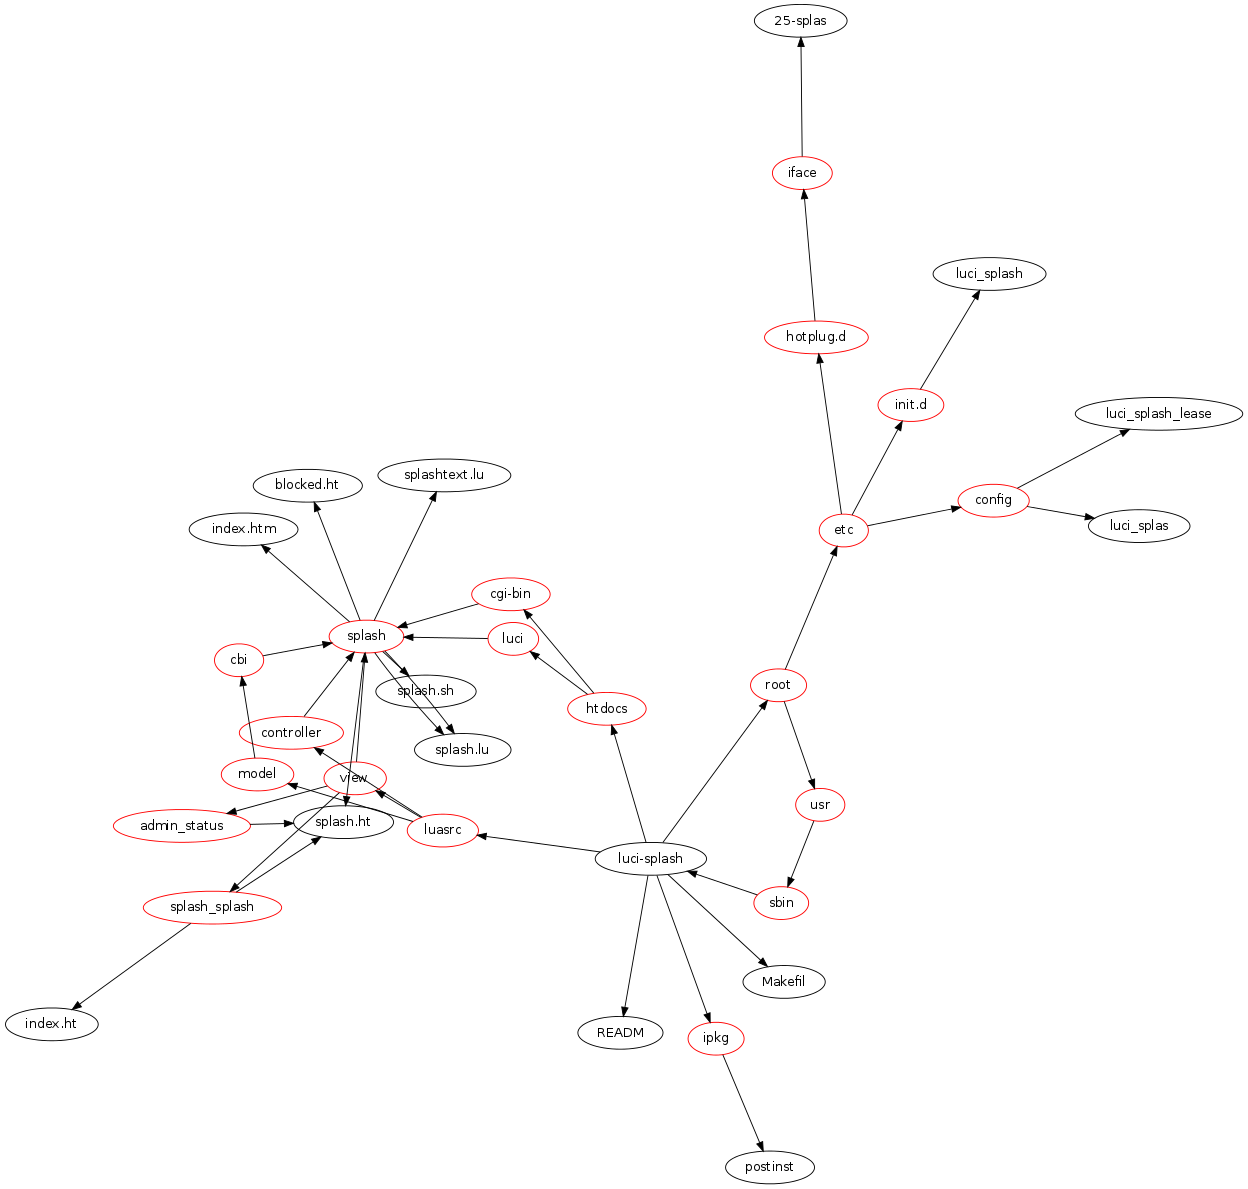 25-splas
iface
luci_splash
hotplug.d
init.d
luci_splash_lease
splashtext.lu
blocked.ht
config
index.htm
etc
luci_splas
cgi-bin
splash
luci
cbi
root
splash.sh
htdocs
controller
splash.lu
model
view
usr
admin_status
splash.ht
luasrc
luci-splash
sbin
splash_splash
Makefil
index.ht
READM
ipkg
postinst